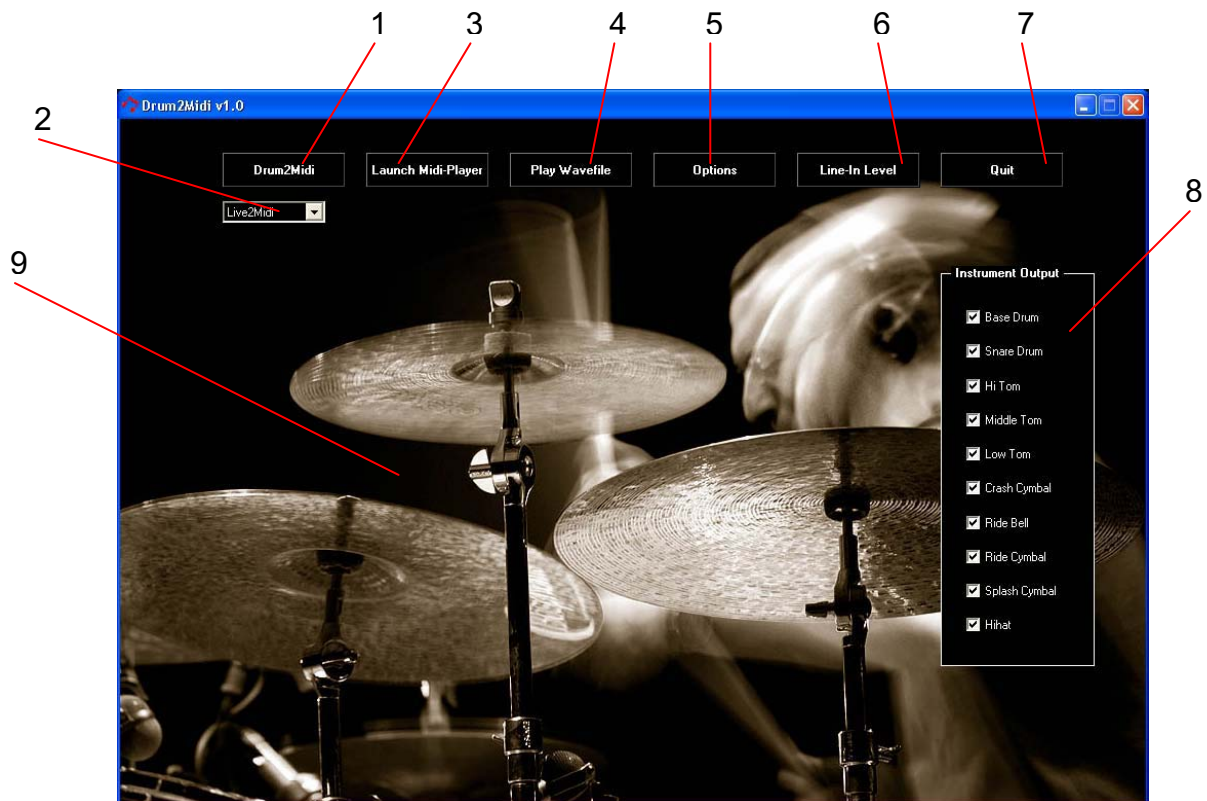 1 3 4 5 6 7
2
Drum2Midi v1.0
Drum2Midi Launch Midi-Player Play Wavefile Options Line-In Level Quit
Live2Midi
8
9
Instrument Output
Base Drum
Snare Drum
Hi Tom
Middle Tom
Low Tom
Crash Cymbal
Ride Bell
Ride Cymbal
Splash Cymbal
Hihat